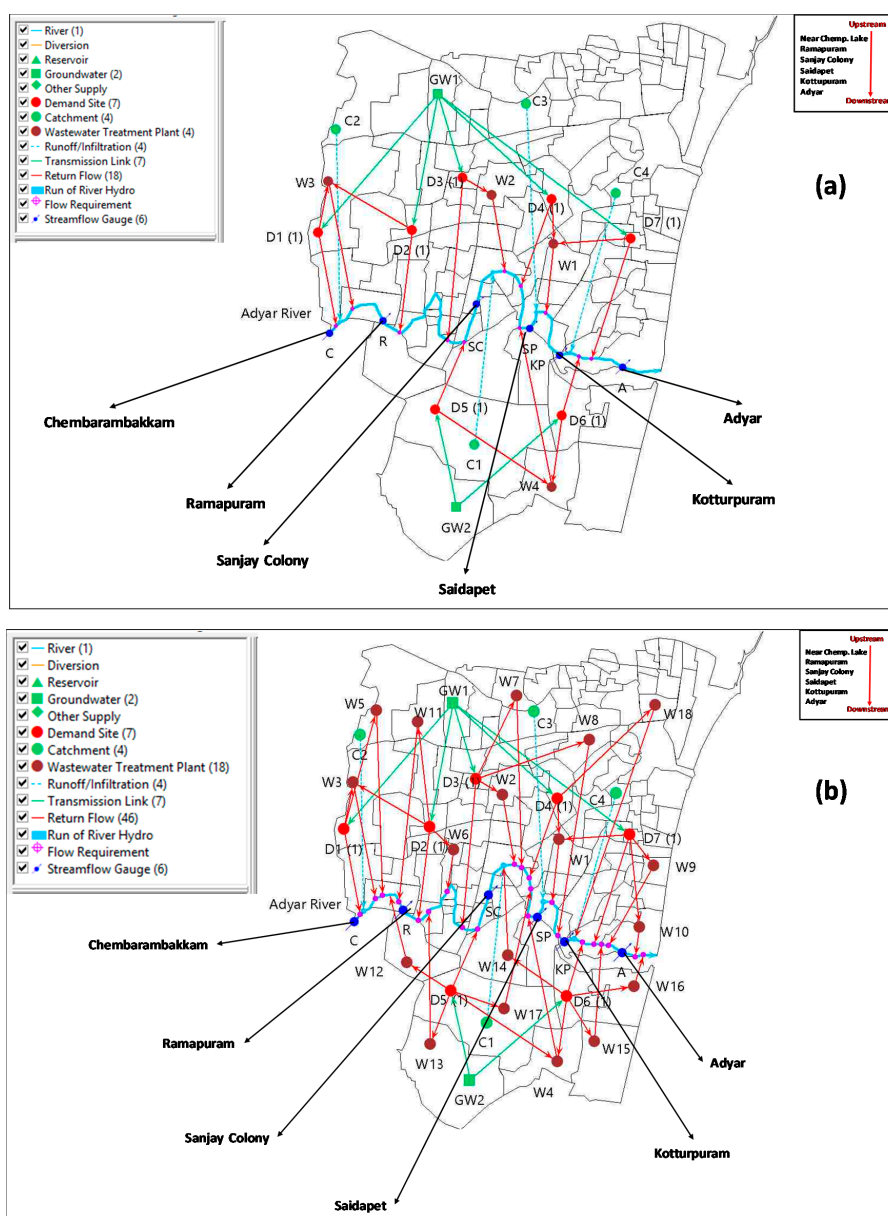 River (1)
Diversion
Reservoir
Groundwater (2)
Other Supply
Demand Site (7)
Catchment (4)
Wastewater Treatment Plant (4)
Runoff/Infiltration (4)
Transmission Link (7)
Return Flow (18)
Run of River Hydro
Flow Requirement
Streamflow Gauge (6)
Upstream
Near Chemp. Lake
Ramapuram
Sanjay Colony
Saidapet
Kottupuram
Adyar
Downstream
(a)
GW1
C3
C2
W3
D3 (1)
W2
C4
D4 (1)
D7 (1)
D1 (1)
D2 (1)
W1
Adyar River
C
R
SC
SP
KP
A
D5 (1)
D6 (1)
C1
W4
GW2
Chembarambakkam
Adyar
Ramapuram
Kotturpuram
Sanjay Colony
Saidapet
River (1)
Diversion
Reservoir
Groundwater (2)
Other Supply
Demand Site (7)
Catchment (4)
Wastewater Treatment Plant (18)
Runoff/Infiltration (4)
Transmission Link (7)
Return Flow (46)
Run of River Hydro
Flow Requirement
Streamflow Gauge (6)
Upstream
Near Chemp. Lake
Ramapuram
Sanjay Colony
Saidapet
Kottupuram
Adyar
Downstream
(b)
W7
GW1
W5
W11
C3
W18
W8
C2
W3
D3 (1)
W2
D4 (1)
C4
D7 (1)
D1 (1)
D2 (1)
W6
W1
W9
Adyar River
C
R
SC
SP
KP
A
W10
W12
W14
W16
D5 (1)
D6 (1)
W17
C1
W13
W15
W4
GW2
Chembarambakkam
Ramapuram
Adyar
Sanjay Colony
Kotturpuram
Saidapet